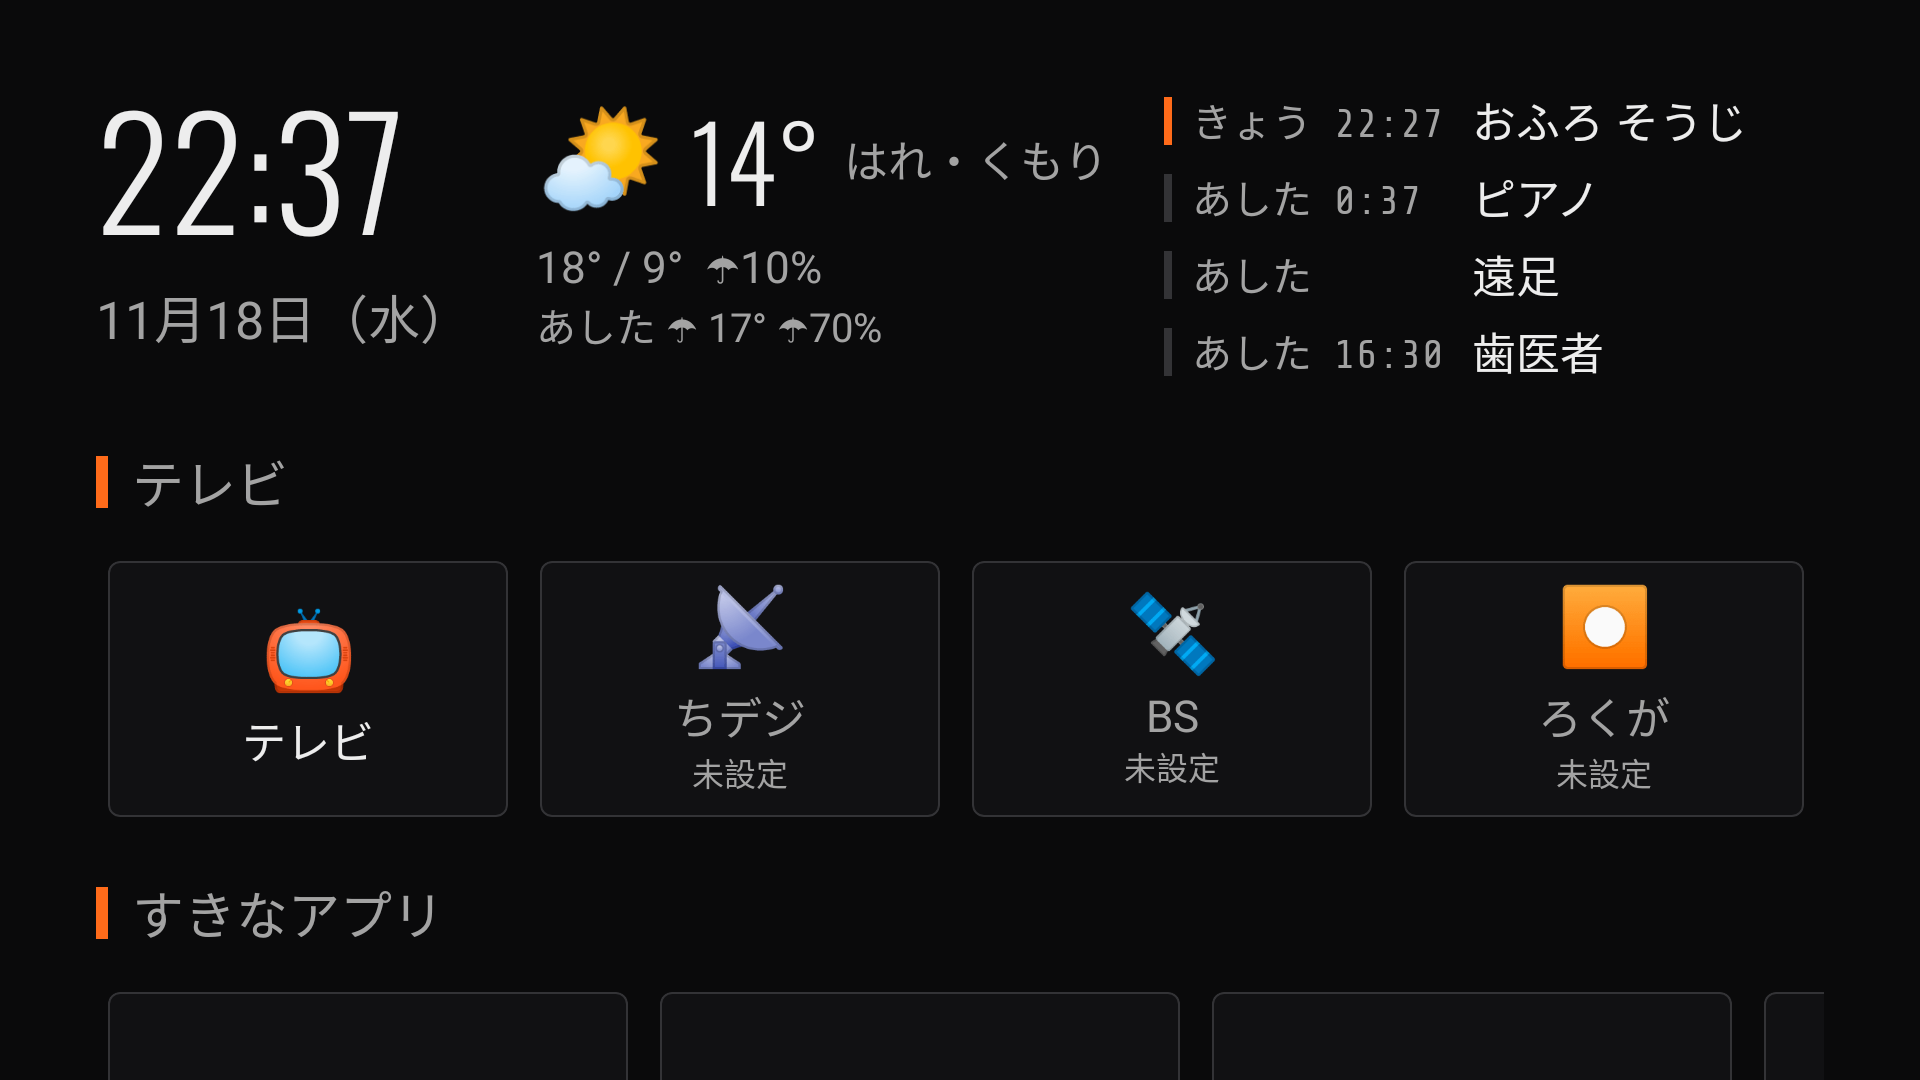 22:37
11月18日（水）
14° はれ・くもり
18° / 9° ☂10%
あした ☂ 17° ☂70%
きょう 22:27 おふろ そうじ
あした 0:37 ピアノ
あした 遠足
あした 16:30 歯医者
テレビ
テレビ
ちデジ
未設定
BS
未設定
ろくが
未設定
すきなアプリ